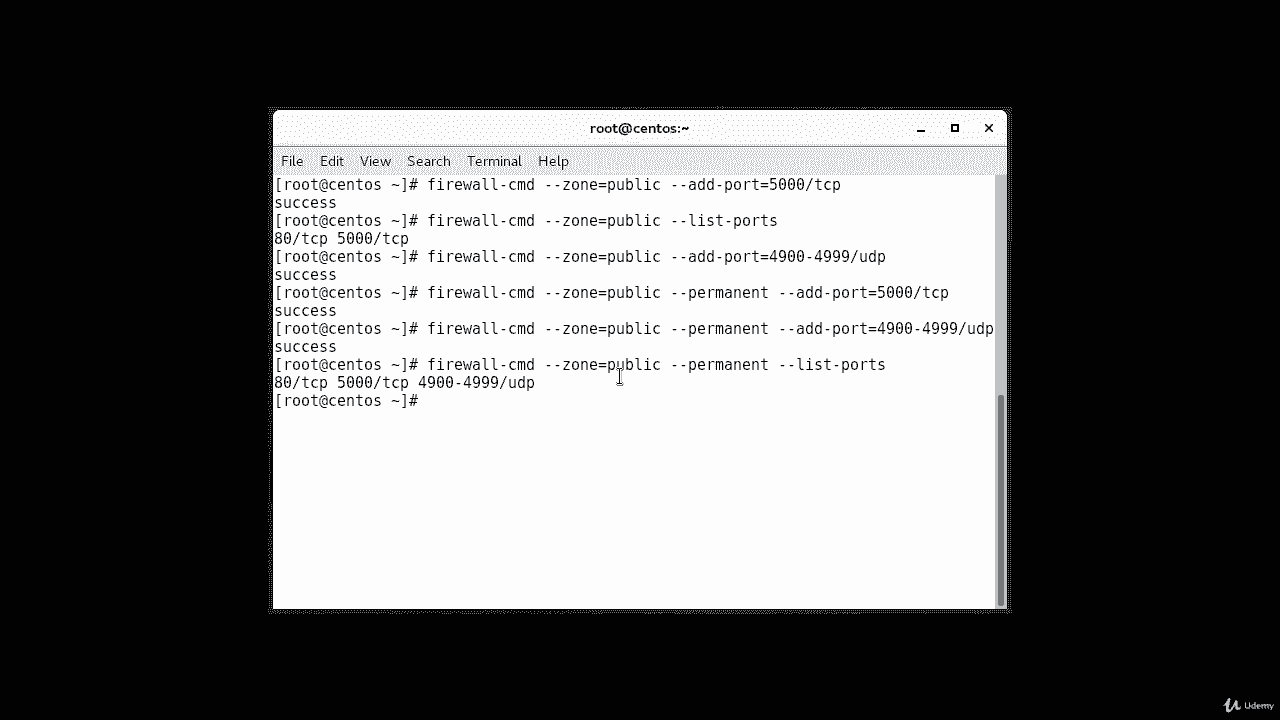 root@centos:~
File Edit View Search Terminal Help
[root@centos ~]# firewall-cmd --zone=public --add-port=5000/tcp
success
[root@centos ~]# firewall-cmd --zone=public --list-ports
80/tcp 5000/tcp
[root@centos ~]# firewall-cmd --zone=public --add-port=4900-4999/udp
success
[root@centos ~]# firewall-cmd --zone=public --permanent --add-port=5000/tcp
success
[root@centos ~]# firewall-cmd --zone=public --permanent --add-port=4900-4999/udp
success
[root@centos ~]# firewall-cmd --zone=public --permanent --list-ports
80/tcp 5000/tcp 4900-4999/udp
[root@centos ~]#
Udemy